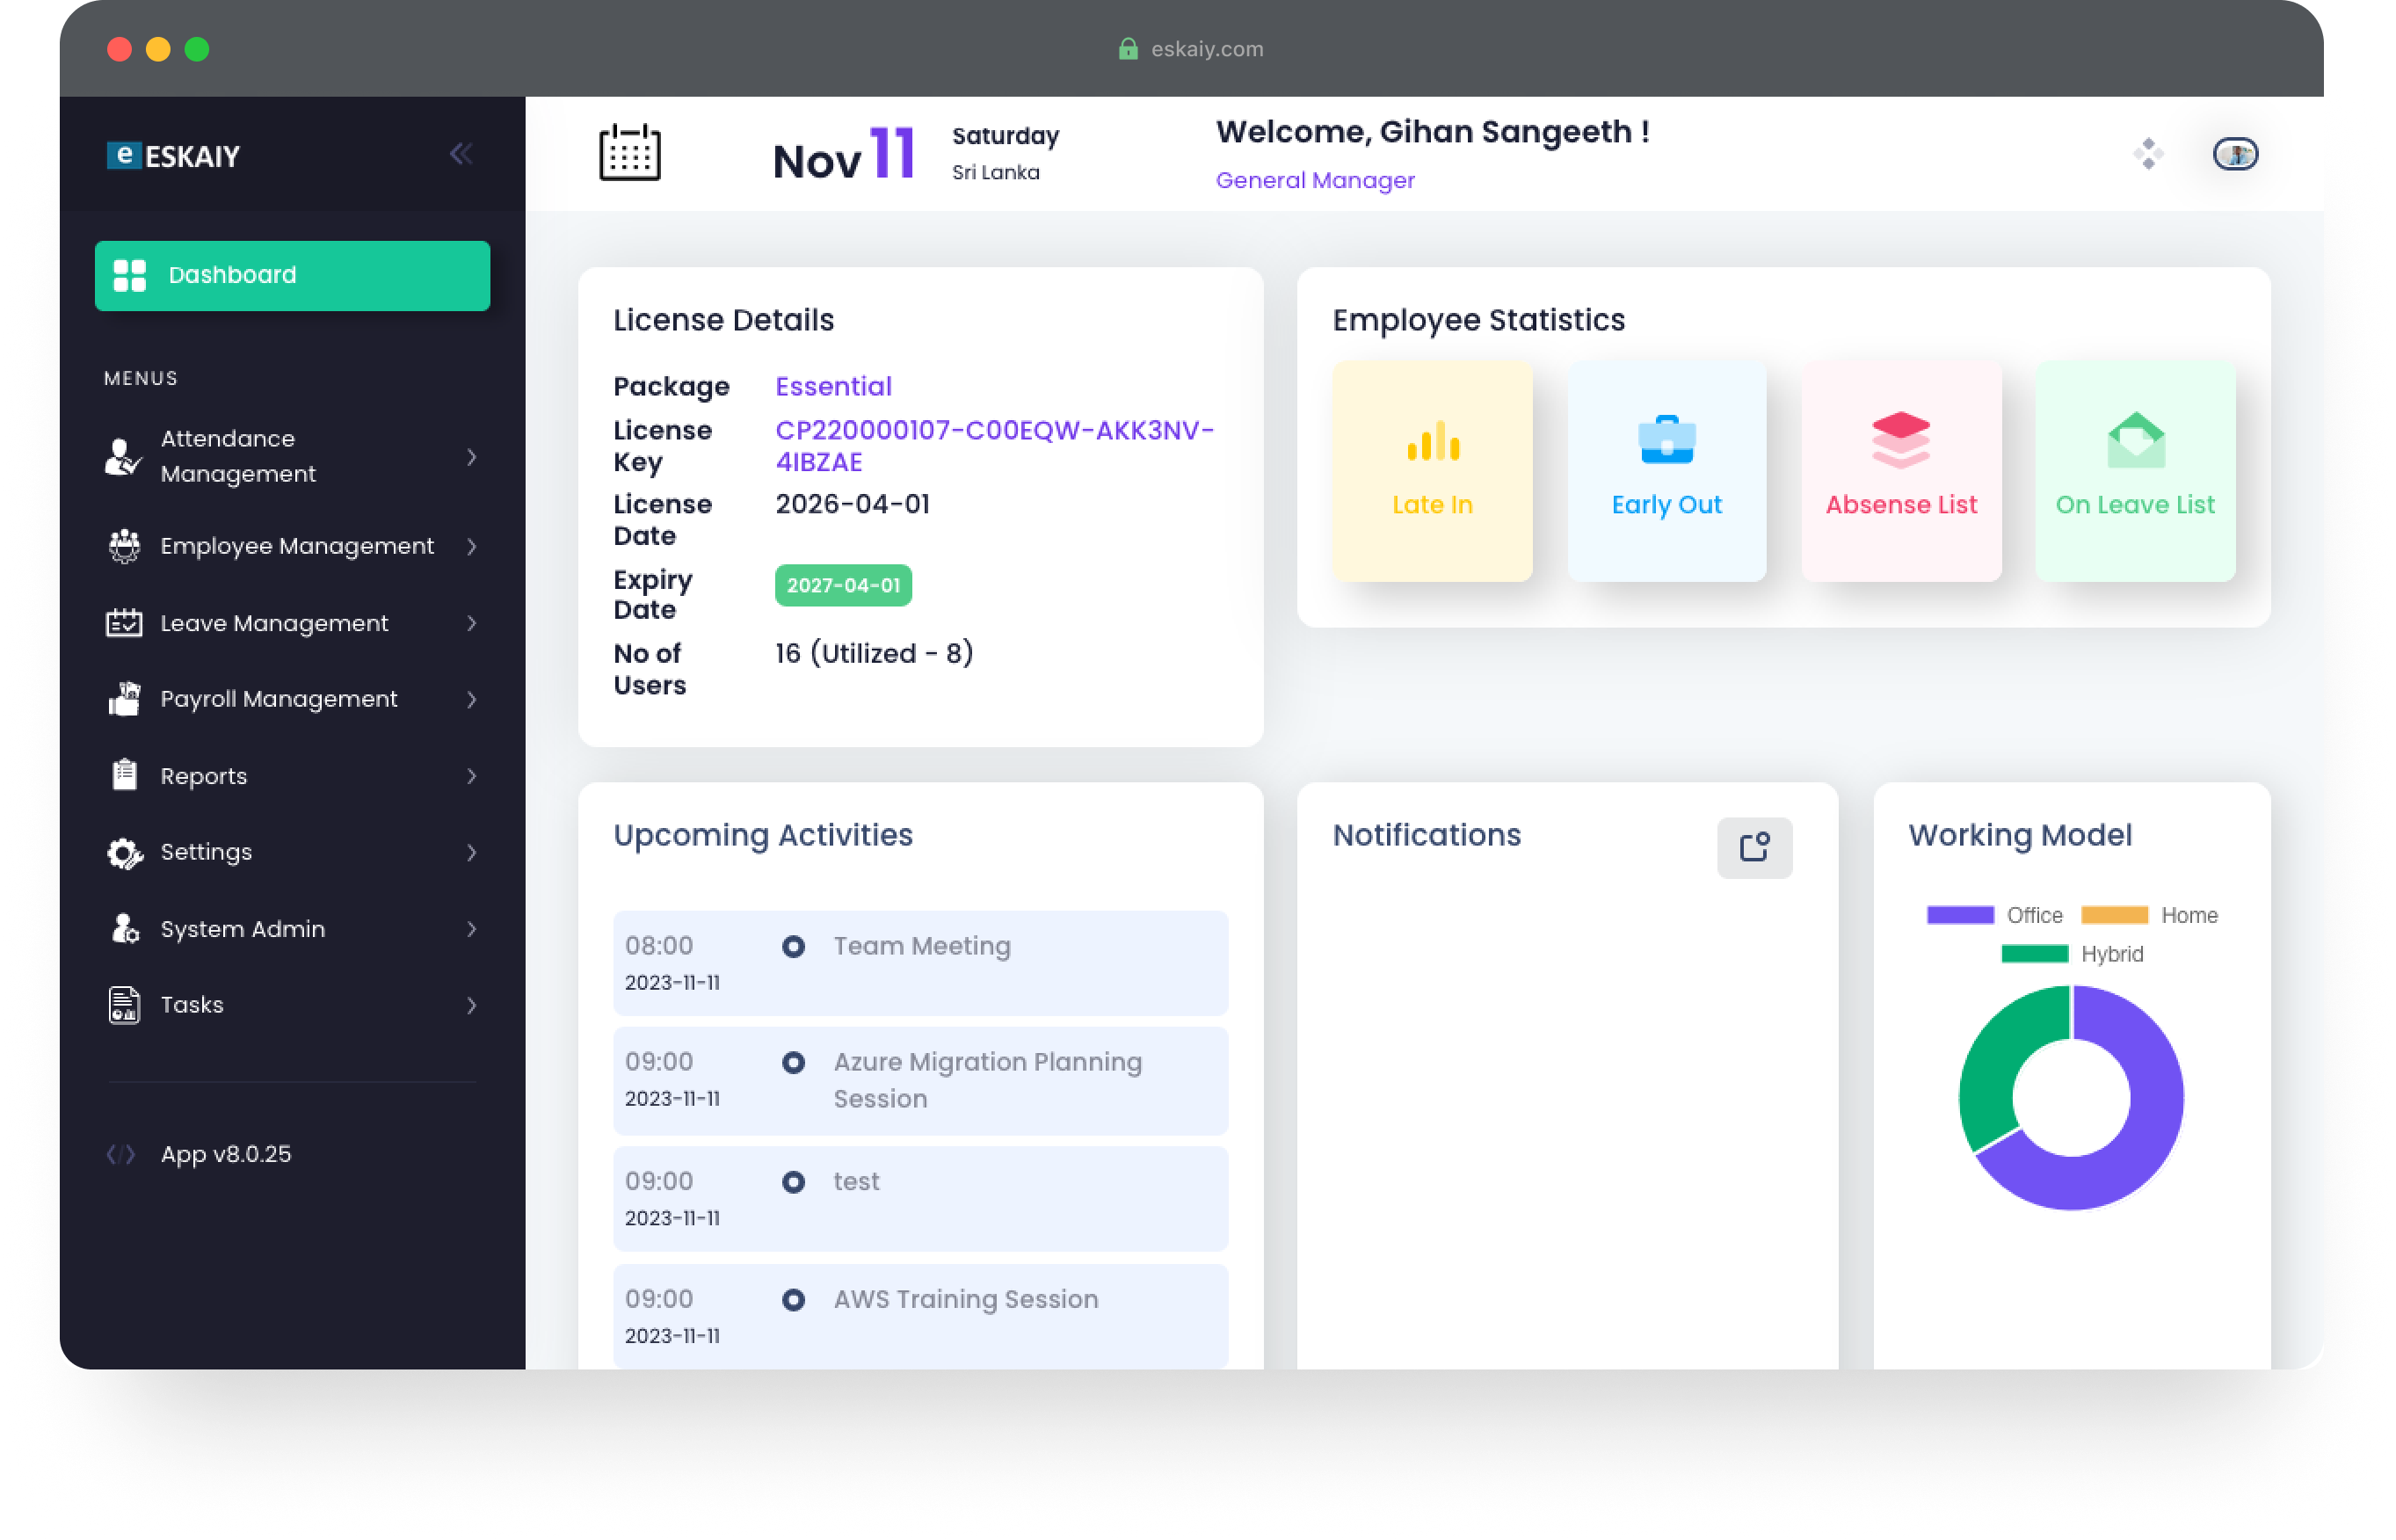 eskaiy.com
e ESKAIY
Nov 11
Saturday
Sri Lanka
Welcome, Gihan Sangeeth !
General Manager
Dashboard
MENUS
Attendance
Management
Employee Management
Leave Management
Payroll Management
Reports
Settings
System Admin
Tasks
App v8.0.25
License Details
Package Essential
License CP220000107-C00EQW-AKK3NV-
Key 4IBZAE
License 2026-04-01
Date
Expiry 2027-04-01
Date
No of 16 (Utilized - 8)
Users
Employee Statistics
Late In
Early Out
Absense List
On Leave List
Upcoming Activities
08:00 Team Meeting
2023-11-11
09:00 Azure Migration Planning
2023-11-11 Session
09:00 test
2023-11-11
09:00 AWS Training Session
2023-11-11
Notifications
Working Model
Office Home
Hybrid